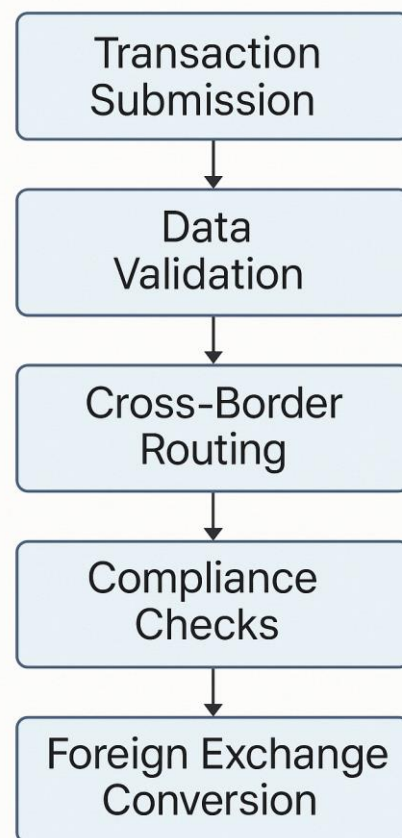 Transaction
Submission
Data
Validation
Cross-Border
Routing
Compliance
Checks
Foreign Exchange
Conversion